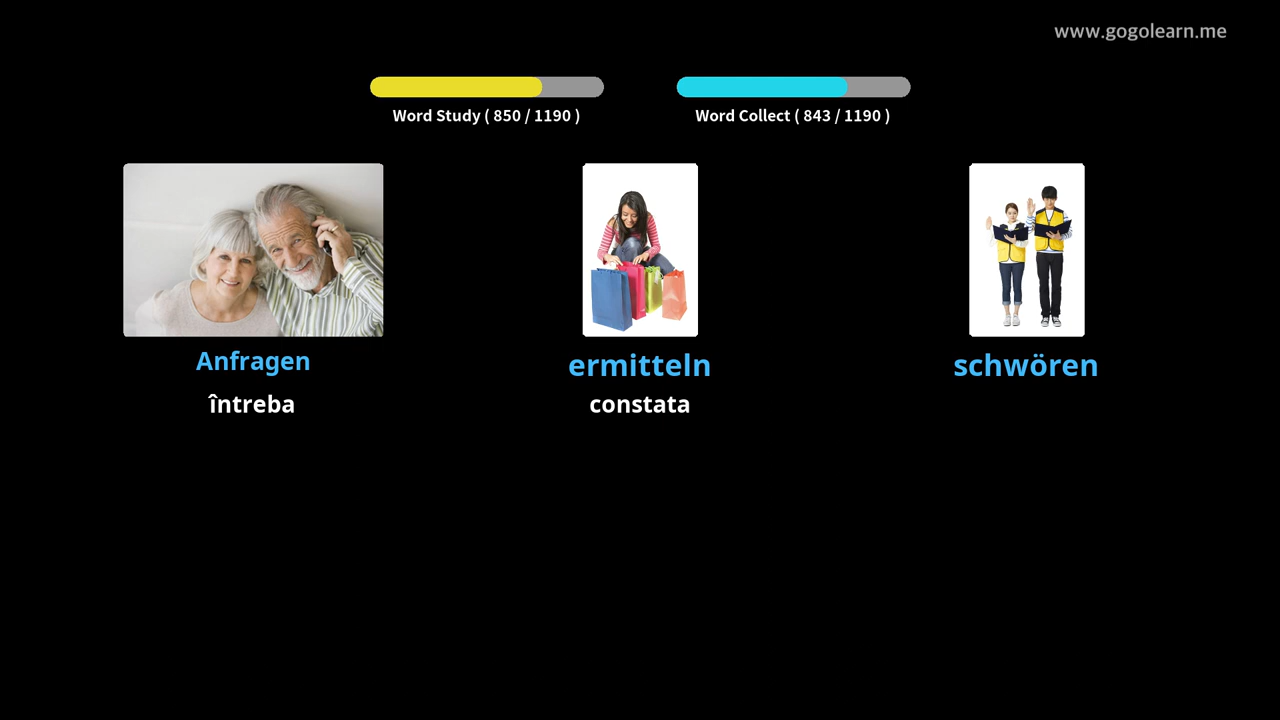 www.gogolearn.me
Word Study ( 850 / 1190 )
Word Collect ( 843 / 1190 )
Anfragen
întreba
ermitteln
constata
schwören